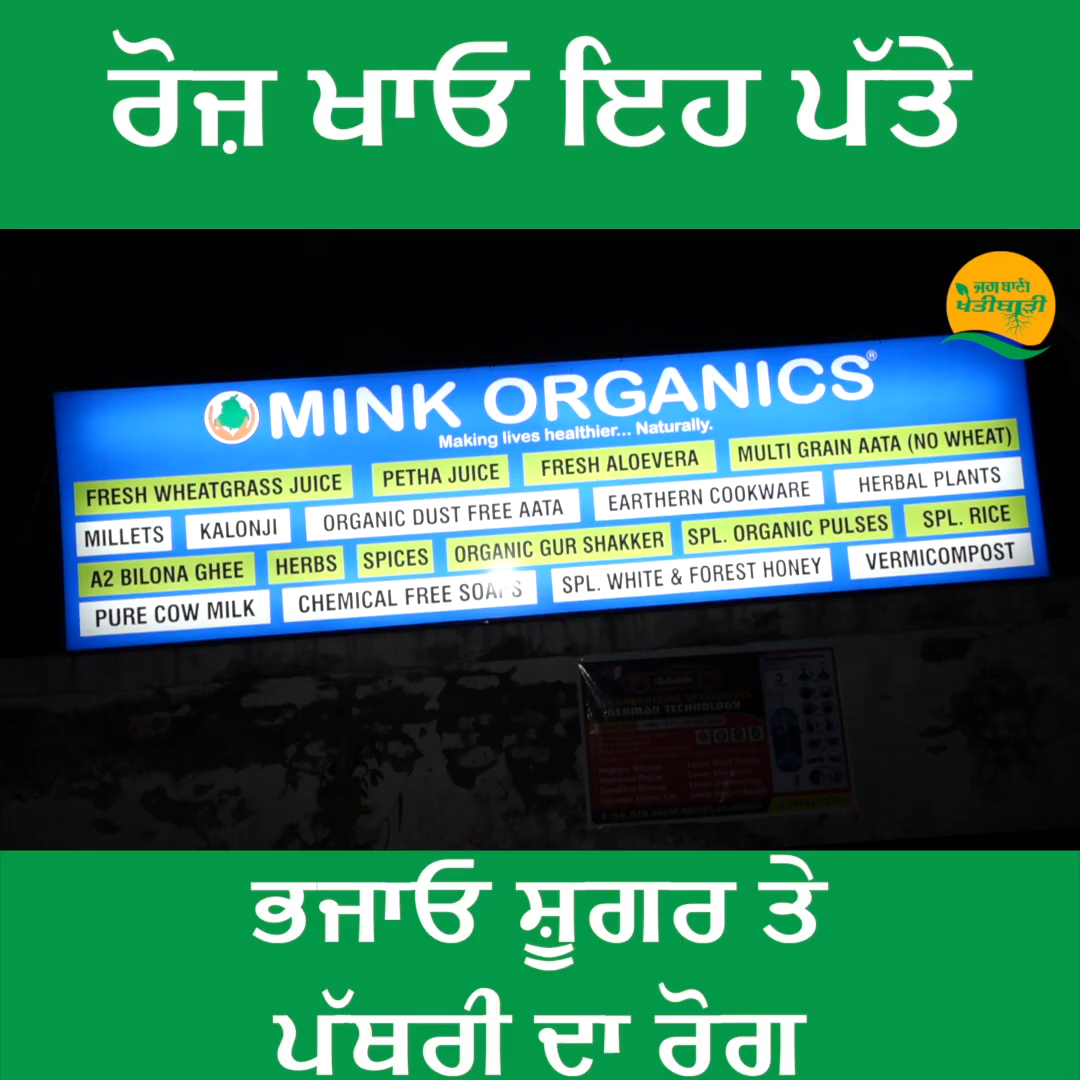 ਰੋਜ਼ ਖਾਓ ਇਹ ਪੱਤੇ
ਜਗ ਬਾਣੀ
ਖੇਤੀਬਾੜੀ
MINK ORGANICS®
Making lives healthier... Naturally.
FRESH WHEATGRASS JUICE PETHA JUICE FRESH ALOEVERA MULTI GRAIN AATA (NO WHEAT)
MILLETS KALONJI ORGANIC DUST FREE AATA EARTHERN COOKWARE HERBAL PLANTS
A2 BILONA GHEE HERBS SPICES ORGANIC GUR SHAKKER SPL. ORGANIC PULSES SPL. RICE
PURE COW MILK CHEMICAL FREE SOAPS SPL. WHITE & FOREST HONEY VERMICOMPOST
GERMAN TECHNOLOGY
ਭਜਾਓ ਸ਼ੂਗਰ ਤੇ
ਪੱਥਰੀ ਦਾ ਰੋਗ